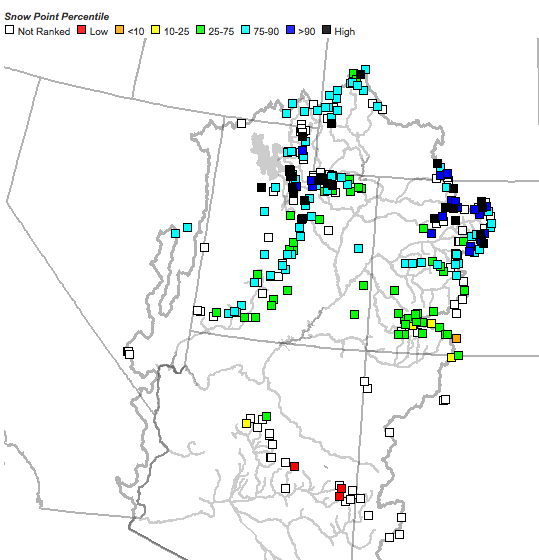 Snow Point Percentile
Not Ranked Low <10 10-25 25-75 75-90 >90 High